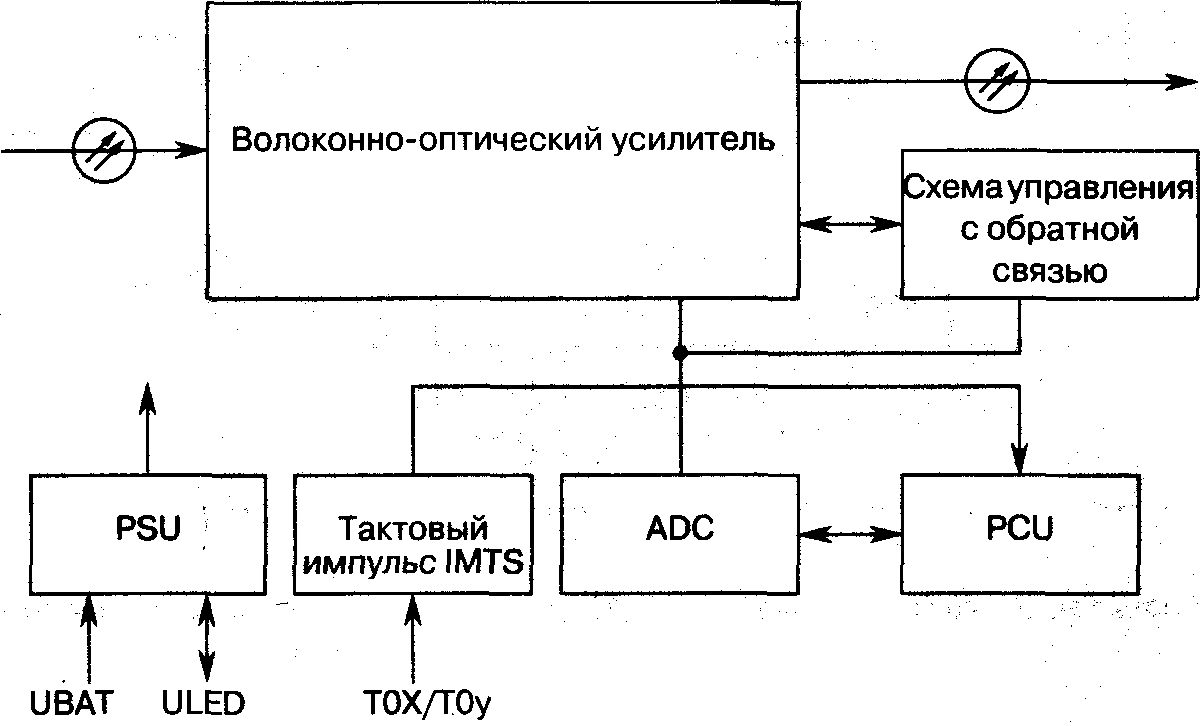 Волоконно-оптический усилитель
Схема управления
с обратной
связью
PSU
Тактовый
импульс IMTS
ADC
PCU
UBAT
ULED
T0X/T0y